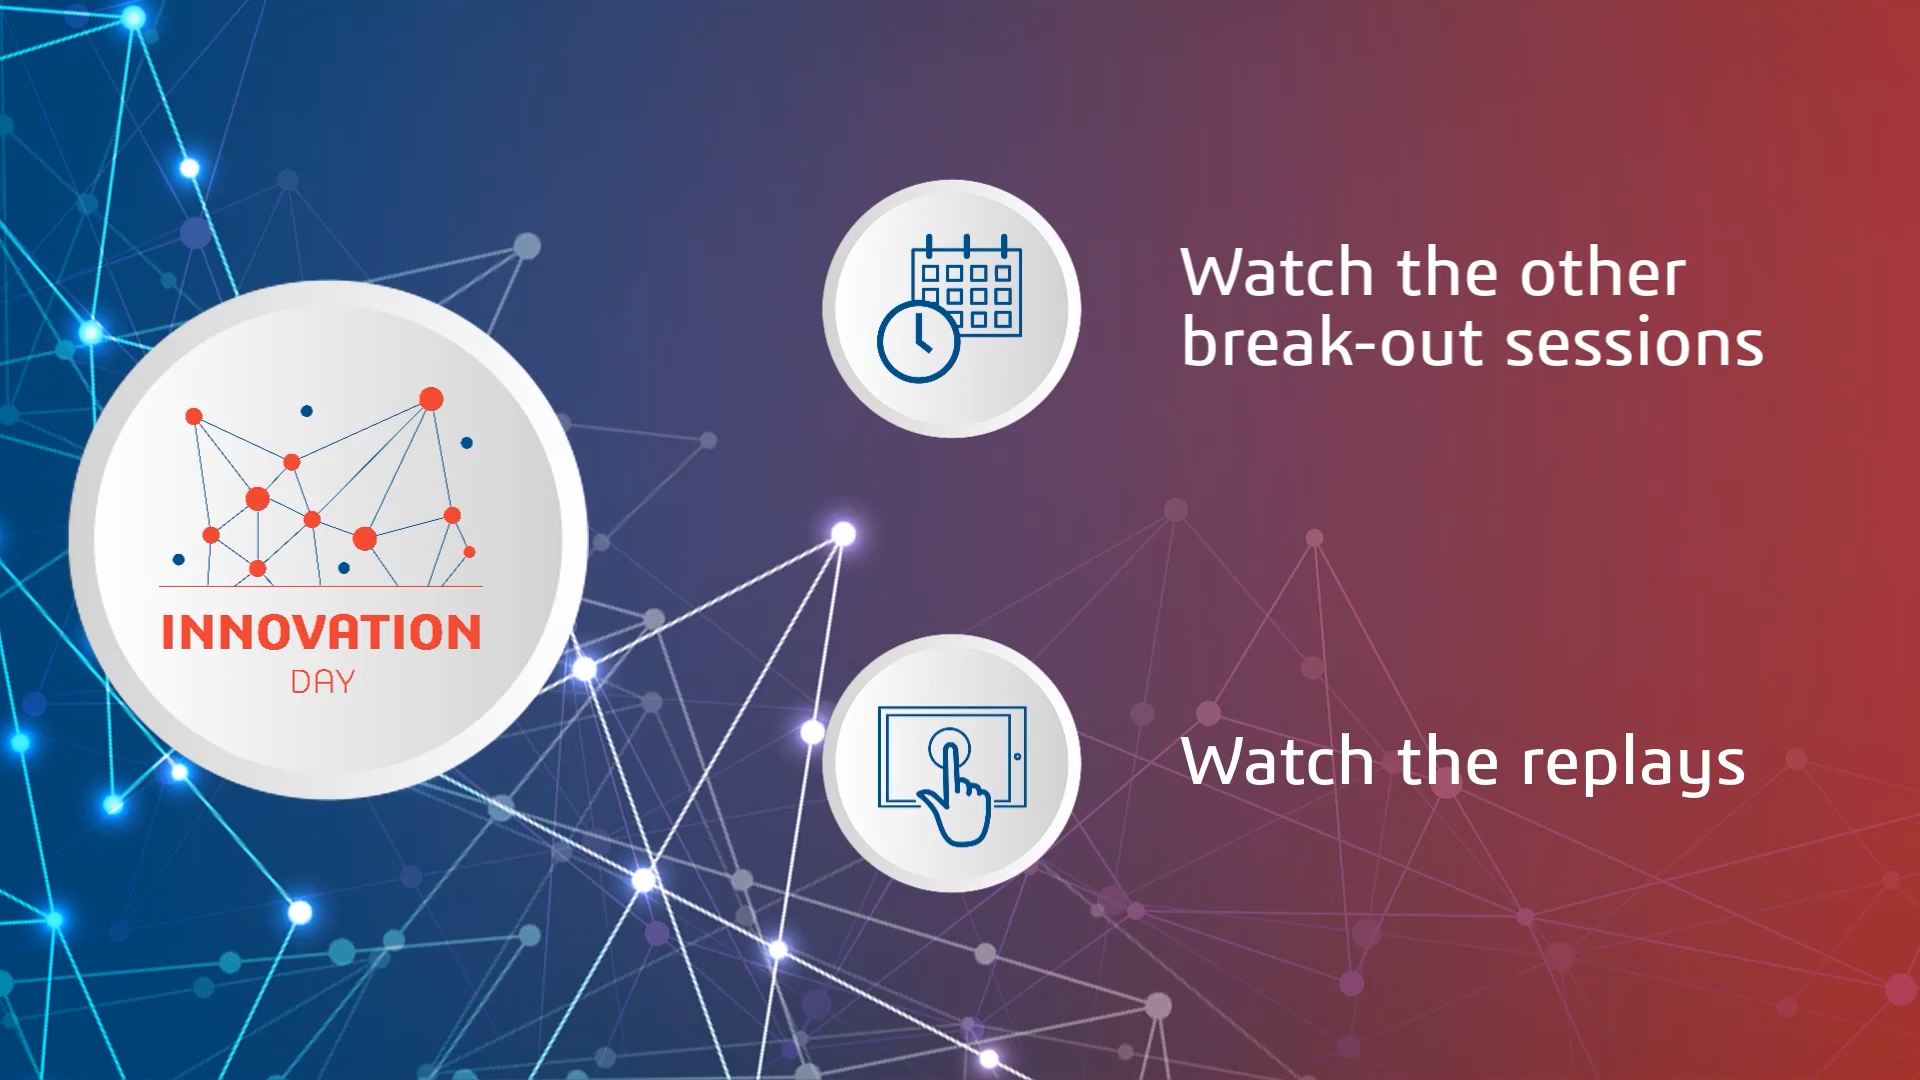 INNOVATION
DAY
Watch the other
break-out sessions
Watch the replays